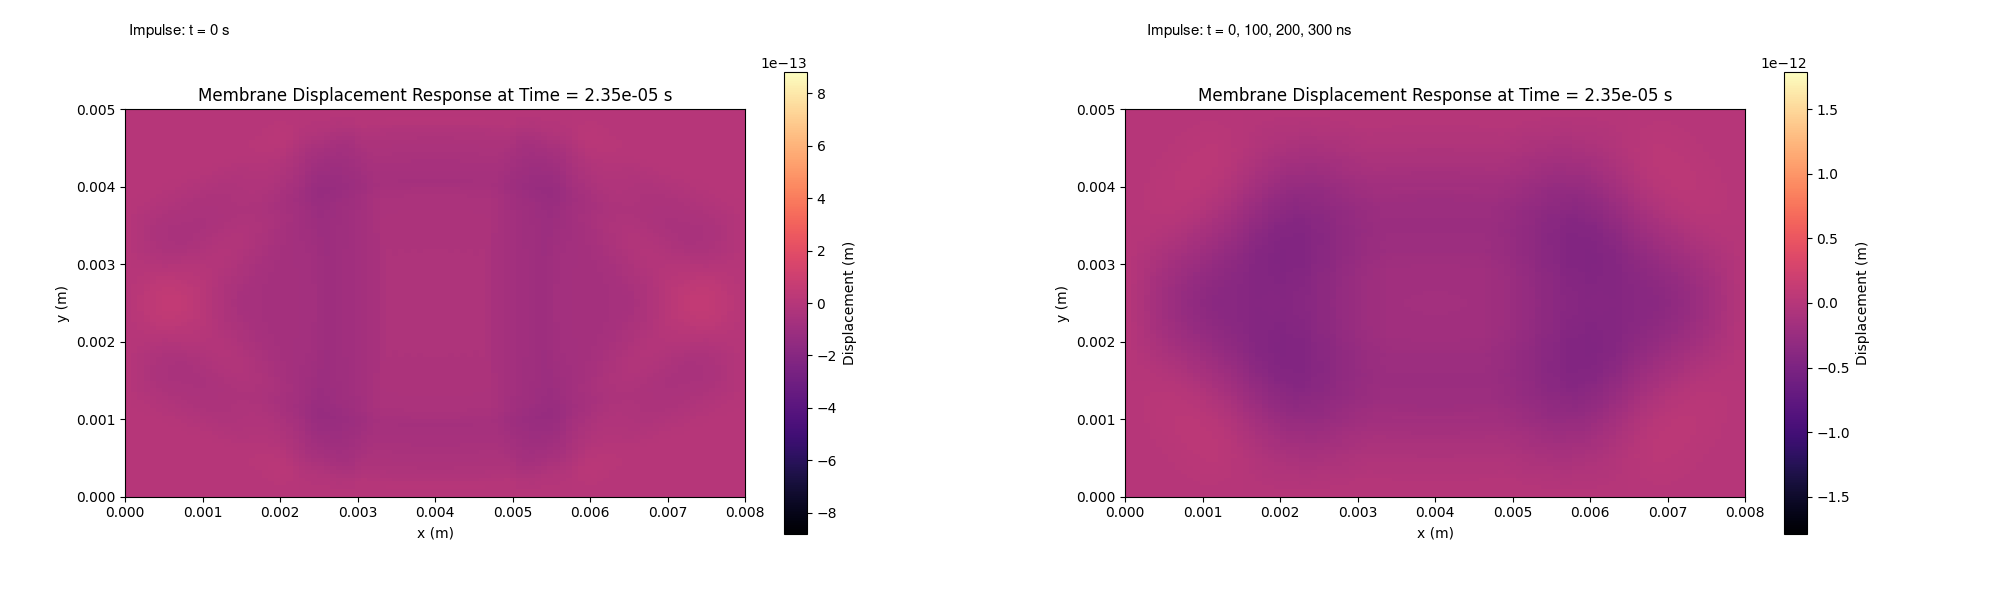 Impulse: t = 0 s
1e−13
Membrane Displacement Response at Time = 2.35e-05 s
0.005
0.004
0.003
0.002
0.001
0.000
y (m)
0.000 0.001 0.002 0.003 0.004 0.005 0.006 0.007 0.008
x (m)
8
6
4
2
0
−2
−4
−6
−8
Displacement (m)
Impulse: t = 0, 100, 200, 300 ns
1e−12
Membrane Displacement Response at Time = 2.35e-05 s
0.005
0.004
0.003
0.002
0.001
0.000
y (m)
0.000 0.001 0.002 0.003 0.004 0.005 0.006 0.007 0.008
x (m)
1.5
1.0
0.5
0.0
−0.5
−1.0
−1.5
Displacement (m)